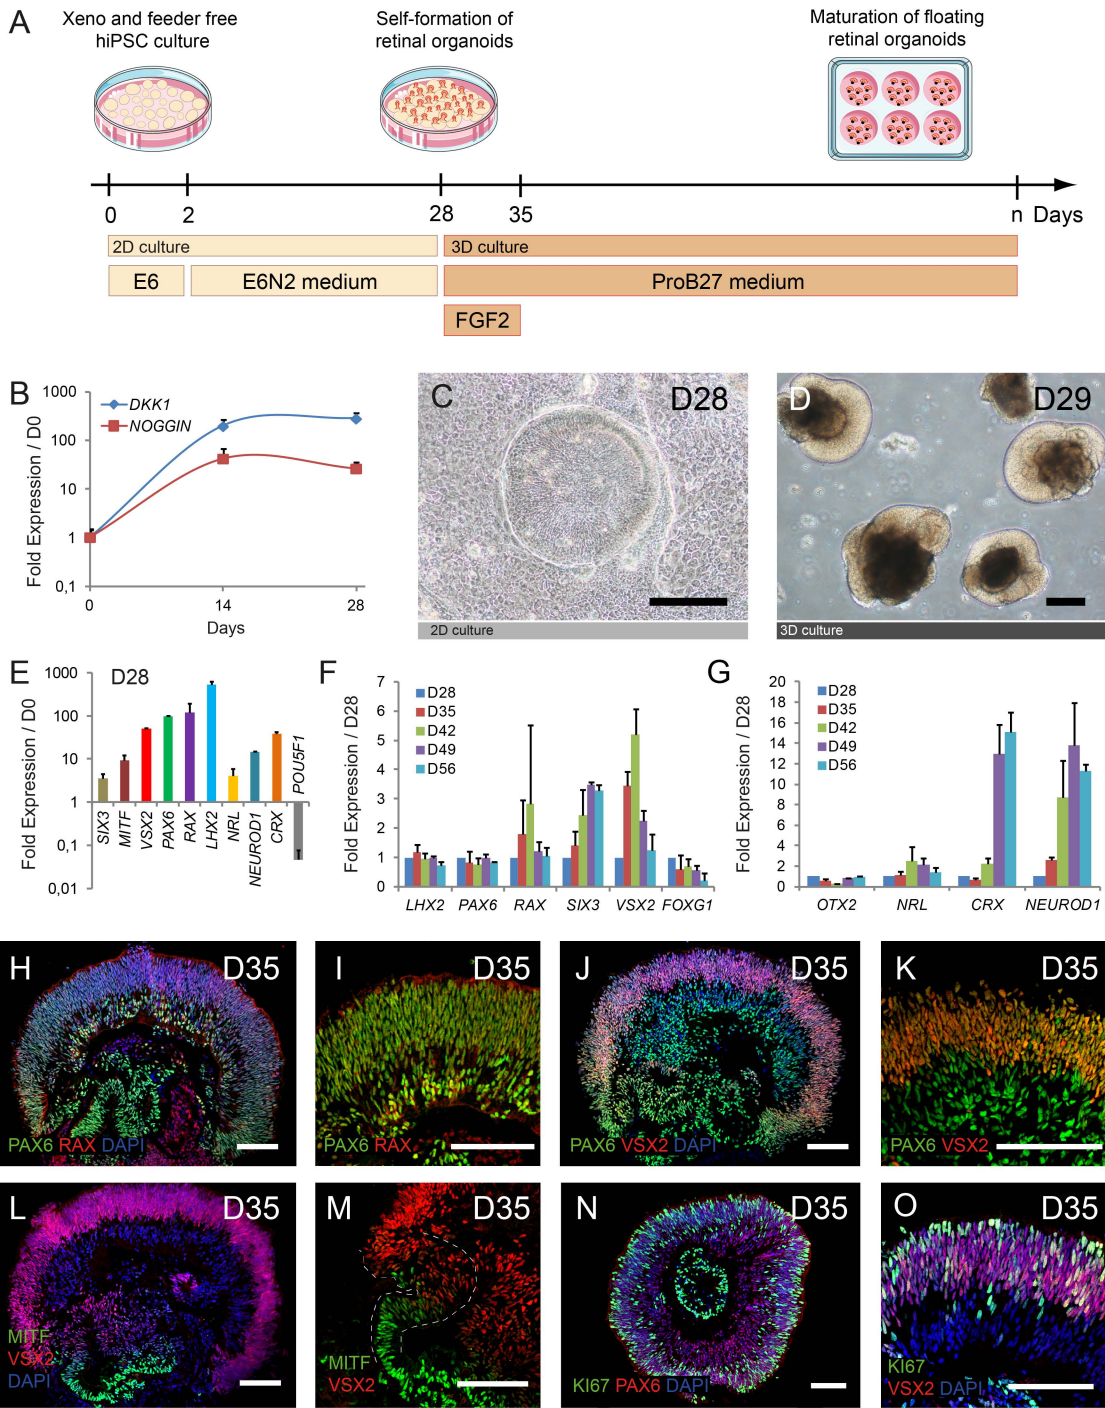 A
Xeno and feeder free
hiPSC culture
Self-formation of
retinal organoids
Maturation of floating
retinal organoids
0
2
28
35
n
Days
2D culture
3D culture
E6
E6N2 medium
ProB27 medium
FGF2
B
Fold Expression / D0
1000
100
10
1
0,1
DKK1
NOGGIN
0
14
28
Days
C
D28
2D culture
D
D29
3D culture
E
D28
Fold Expression / D0
1000
100
10
1
0,1
0,01
SIX3
MITF
VSX2
PAX6
RAX
LHX2
NRL
NEUROD1
CRX
POU5F1
F
Fold Expression / D28
7
6
5
4
3
2
1
0
D28
D35
D42
D49
D56
LHX2
PAX6
RAX
SIX3
VSX2
FOXG1
G
Fold Expression / D28
20
18
16
14
12
10
8
6
4
2
0
D28
D35
D42
D49
D56
OTX2
NRL
CRX
NEUROD1
H
D35
PAX6 RAX DAPI
I
D35
PAX6 RAX
J
D35
PAX6 VSX2 DAPI
K
D35
PAX6 VSX2
L
D35
MITF
VSX2
DAPI
M
D35
MITF
VSX2
N
D35
KI67 PAX6 DAPI
O
D35
KI67
VSX2 DAPI